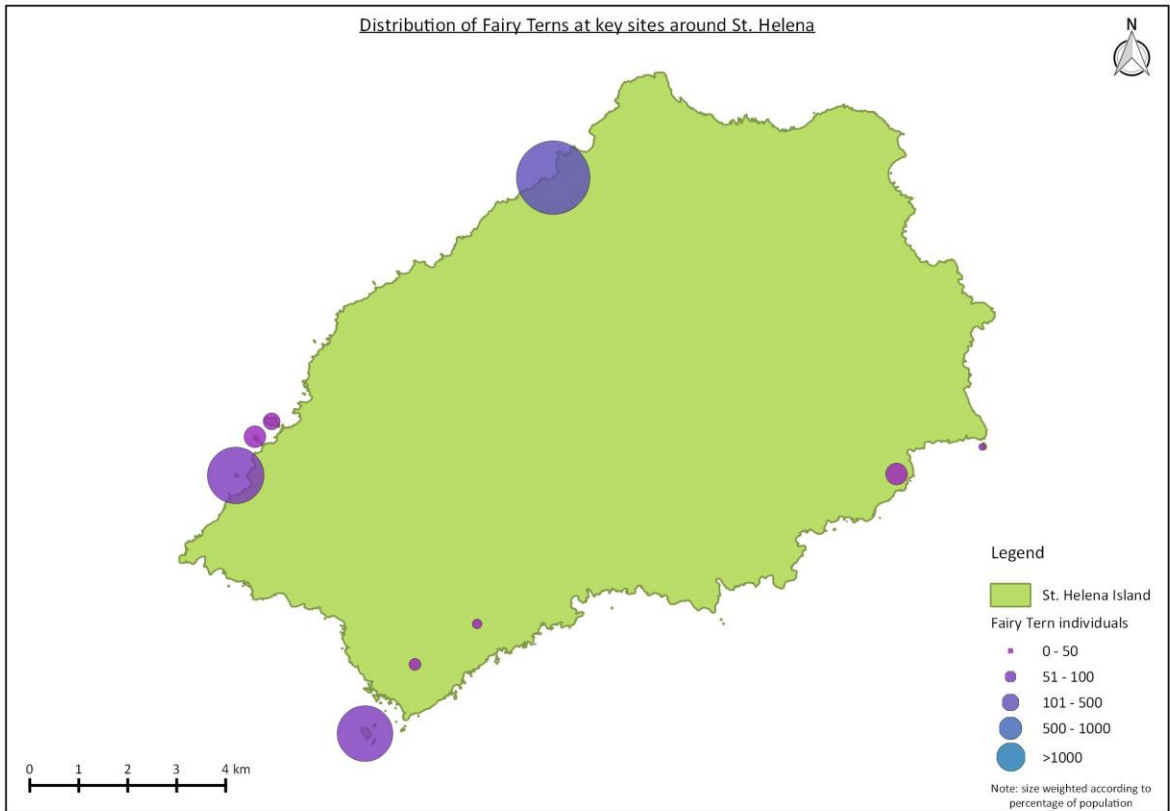 Distribution of Fairy Terns at key sites around St. Helena
N
Legend
St. Helena Island
Fairy Tern individuals
0 - 50
51 - 100
101 - 500
500 - 1000
>1000
Note: size weighted according to
percentage of population
0 1 2 3 4 km